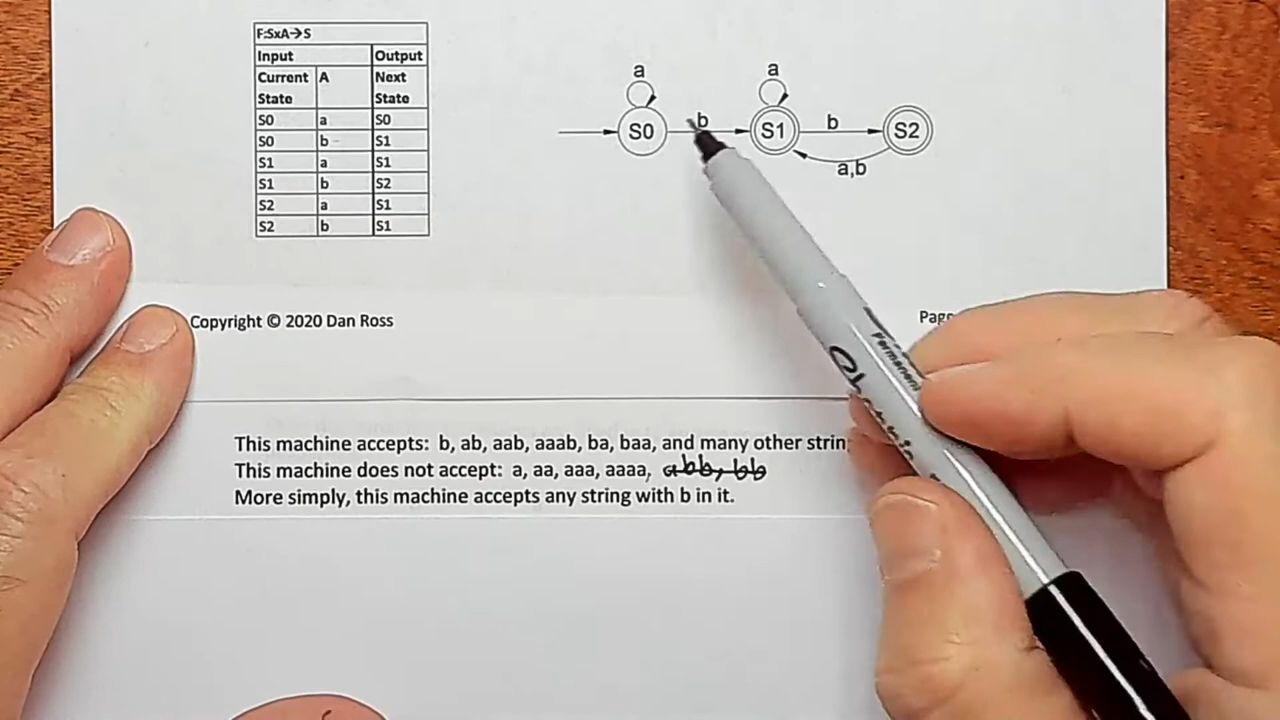 F:SxA→S
Input Output
Current State A Next State
S0 a S0
S0 b S1
S1 a S1
S1 b S2
S2 a S1
S2 b S1
a a
S0 b S1 b S2
a,b
Copyright © 2020 Dan Ross
This machine accepts: b, ab, aab, aaab, ba, baa, and many other
This machine does not accept: a, aa, aaa, aaaa, abb, bb
More simply, this machine accepts any string with b in it.